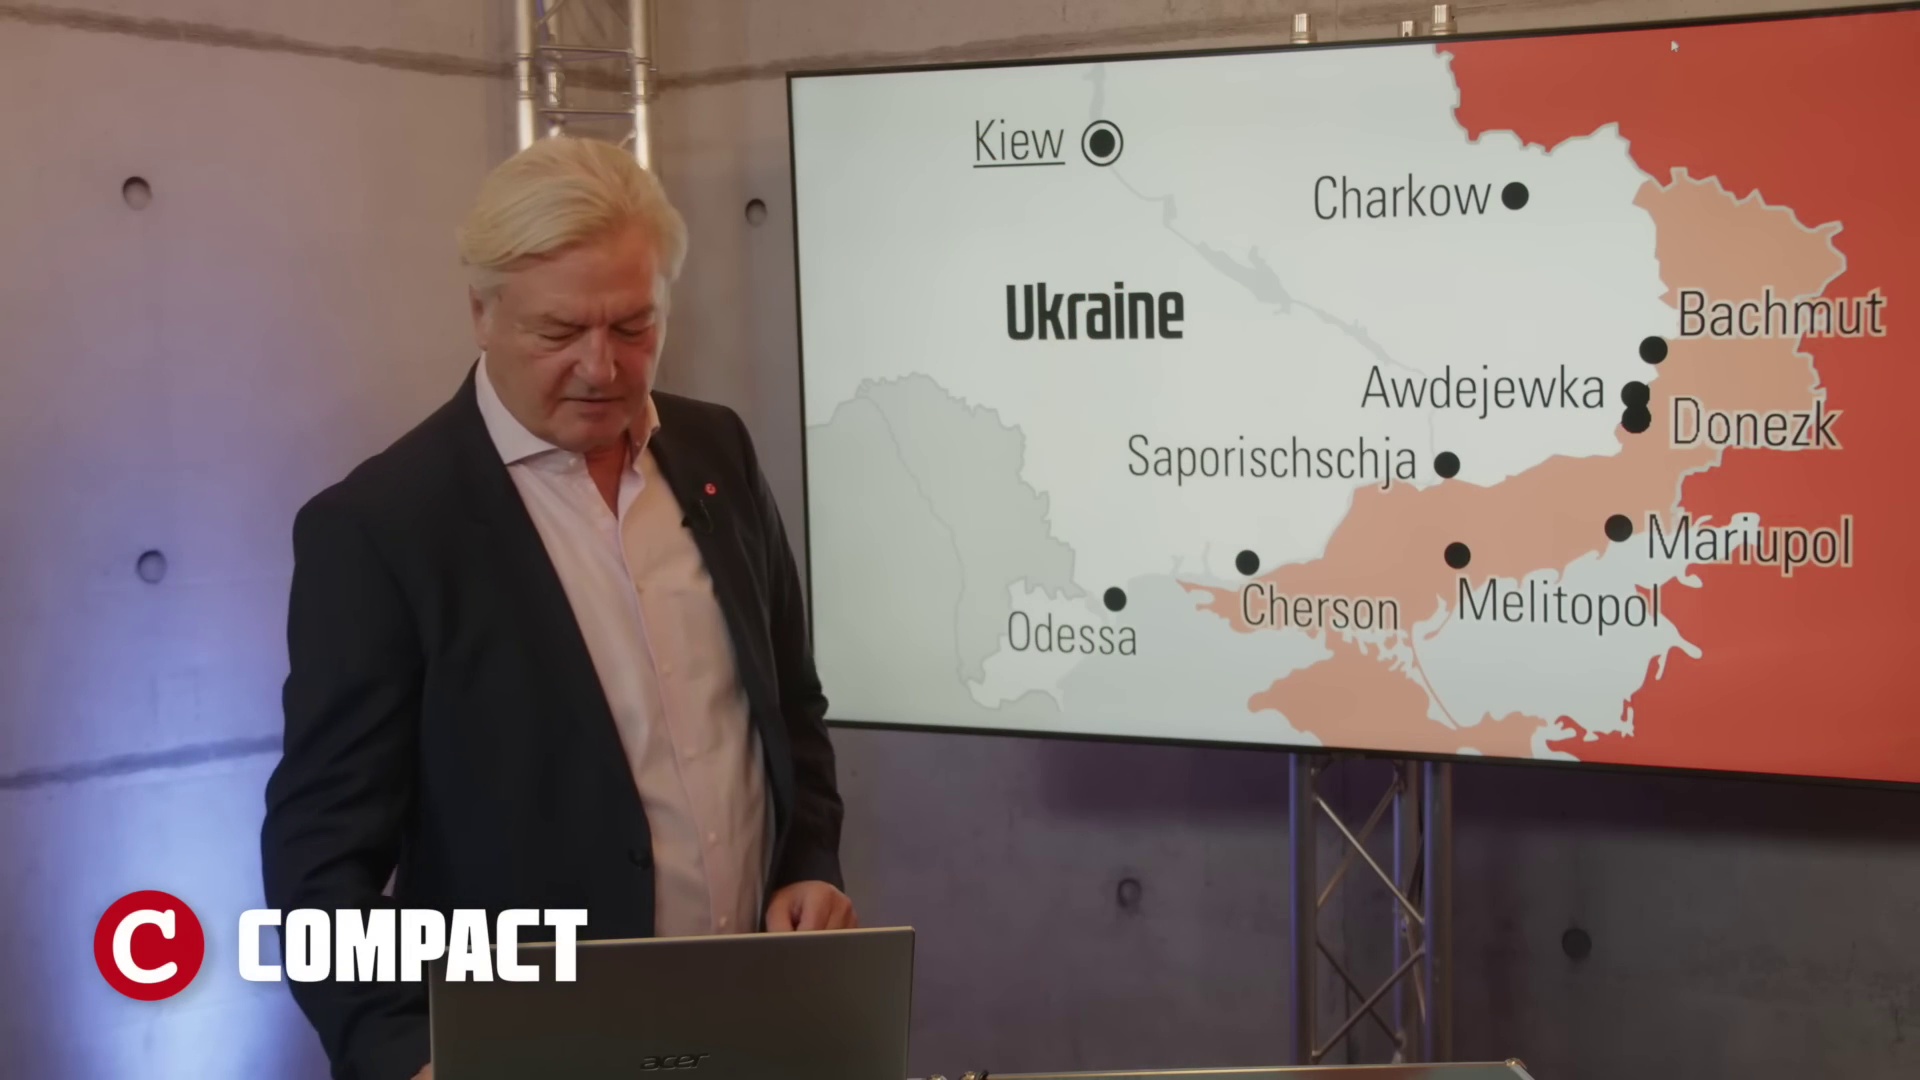 Kiew
Charkow
Ukraine
Bachmut
Awdejewka
Donezk
Saporischschja
Mariupol
Cherson
Melitopol
Odessa
C COMPACT
acer